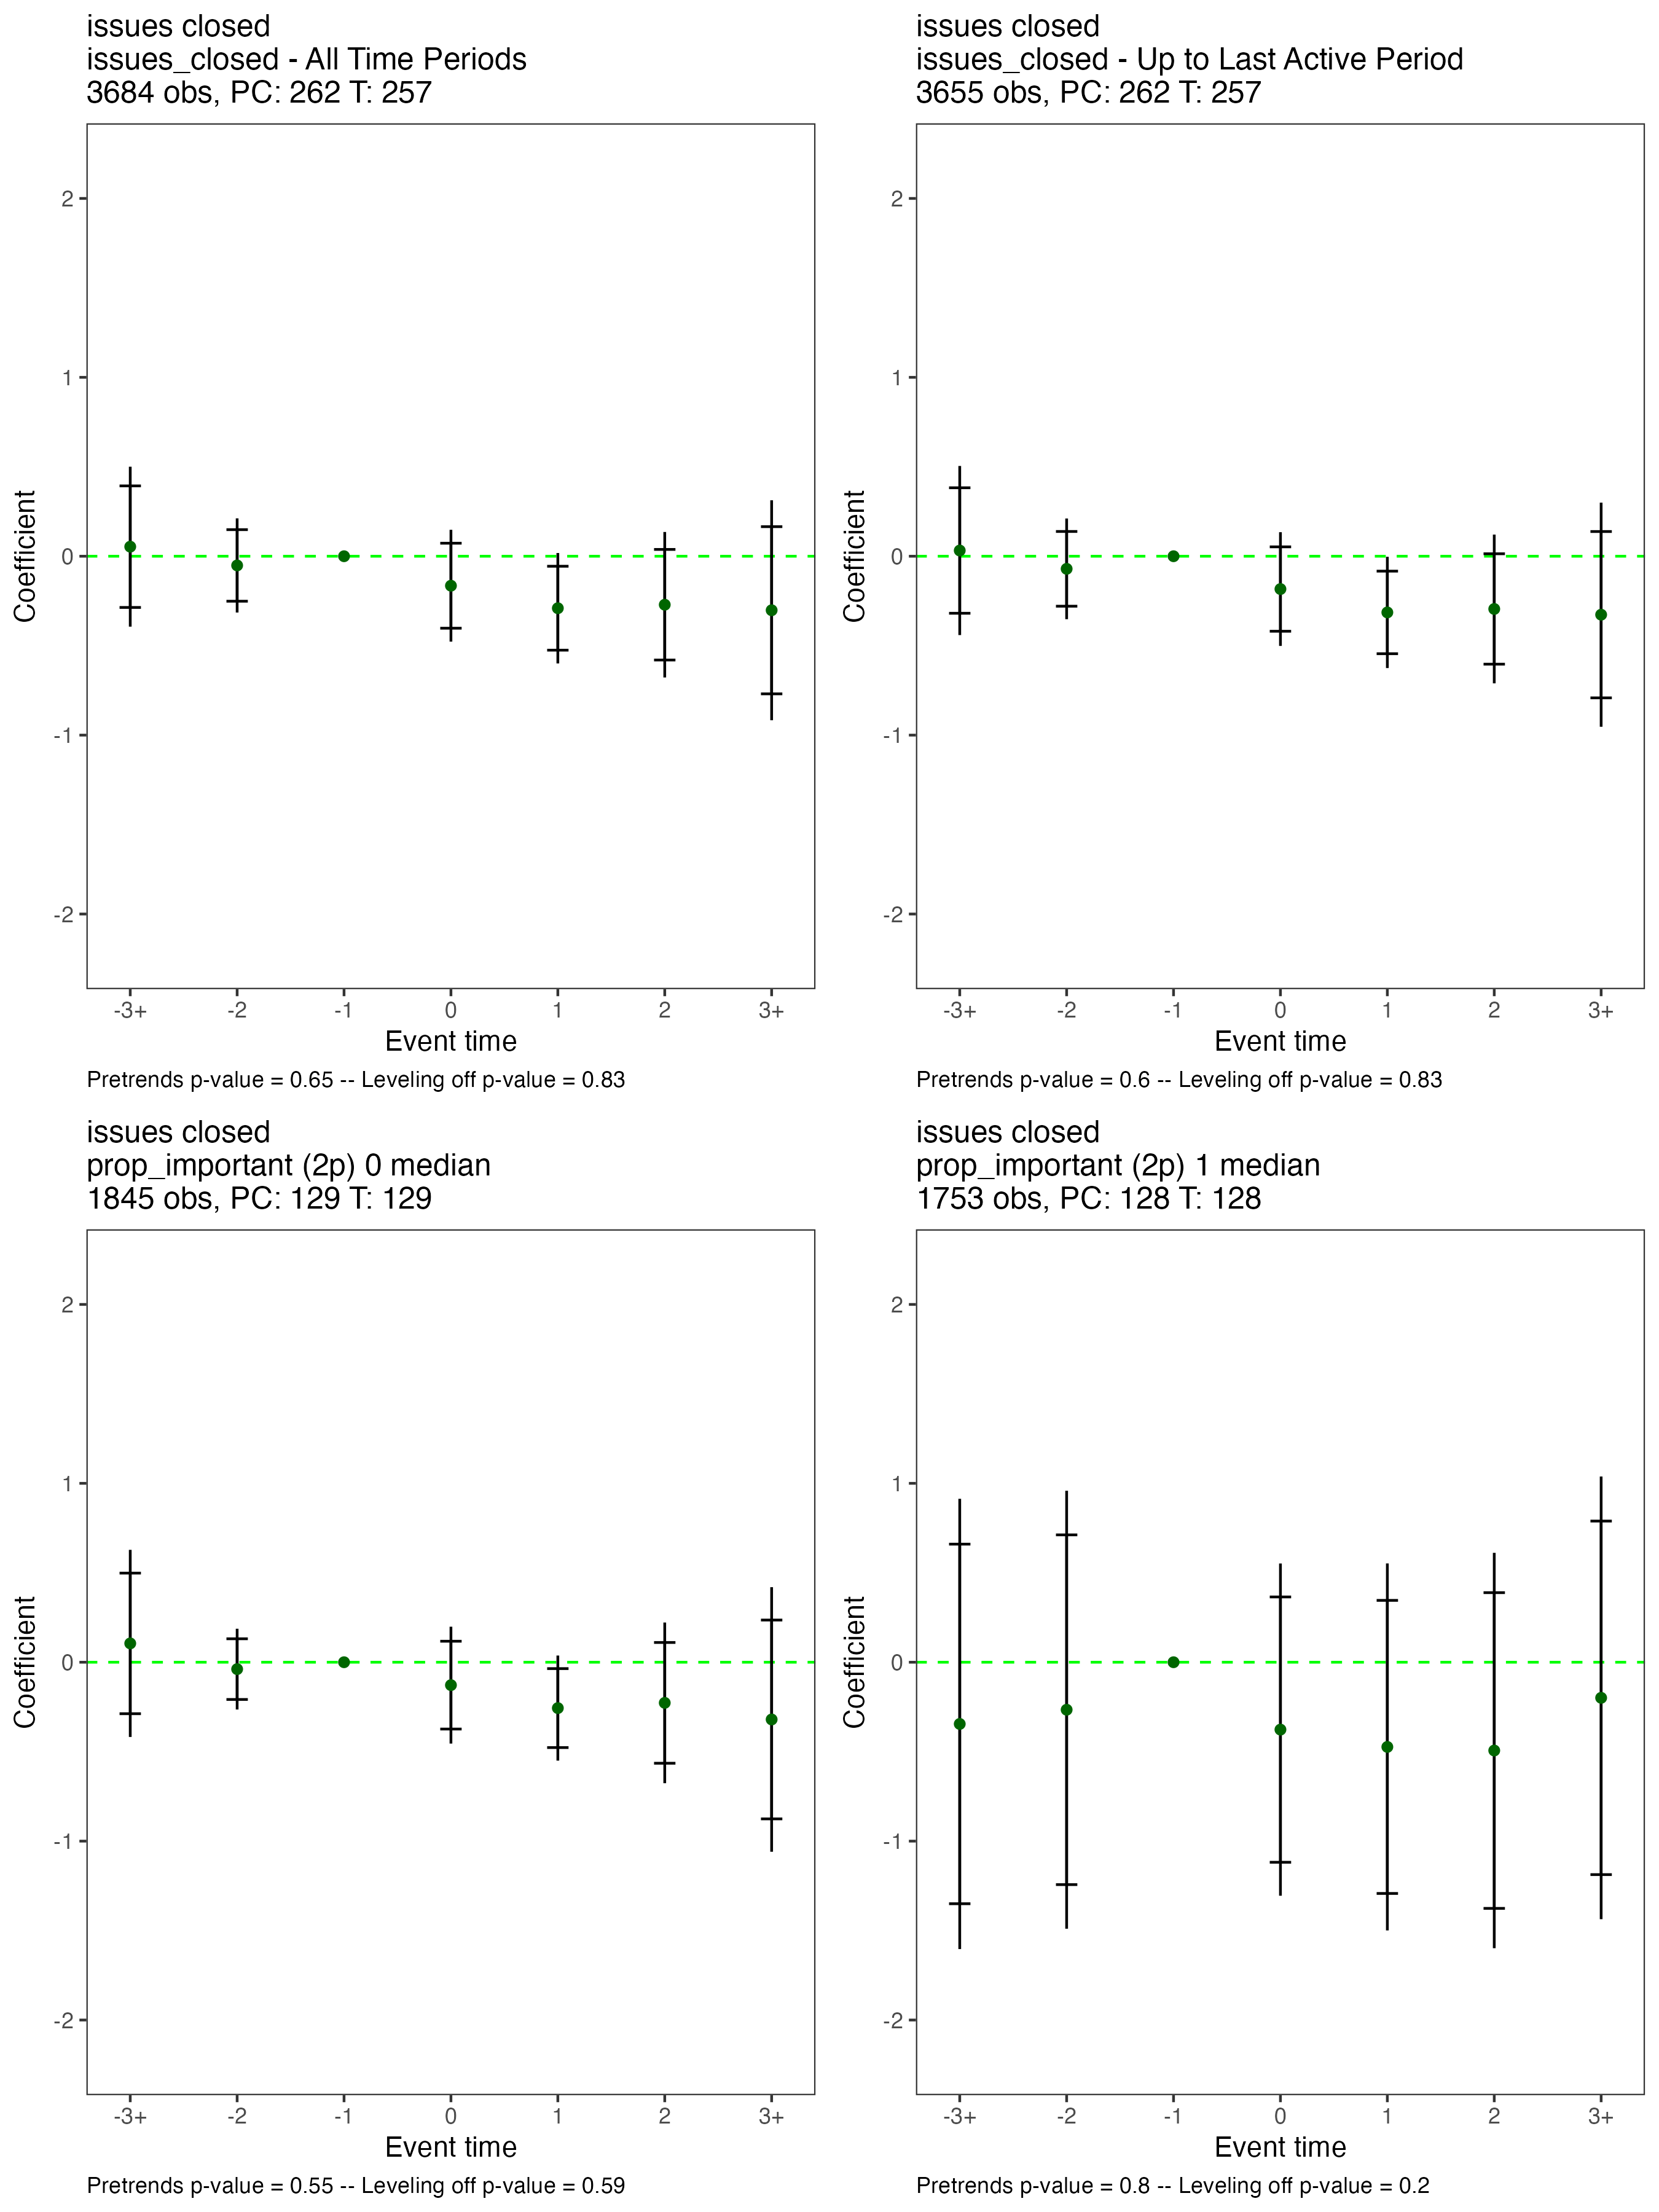 issues closed
issues_closed - All Time Periods
3684 obs, PC: 262 T: 257
Coefficient
2
1
0
-1
-2
-3+ -2 -1 0 1 2 3+
Event time
Pretrends p-value = 0.65 -- Leveling off p-value = 0.83
issues closed
issues_closed - Up to Last Active Period
3655 obs, PC: 262 T: 257
Coefficient
2
1
0
-1
-2
-3+ -2 -1 0 1 2 3+
Event time
Pretrends p-value = 0.6 -- Leveling off p-value = 0.83
issues closed
prop_important (2p) 0 median
1845 obs, PC: 129 T: 129
Coefficient
2
1
0
-1
-2
-3+ -2 -1 0 1 2 3+
Event time
Pretrends p-value = 0.55 -- Leveling off p-value = 0.59
issues closed
prop_important (2p) 1 median
1753 obs, PC: 128 T: 128
Coefficient
2
1
0
-1
-2
-3+ -2 -1 0 1 2 3+
Event time
Pretrends p-value = 0.8 -- Leveling off p-value = 0.2